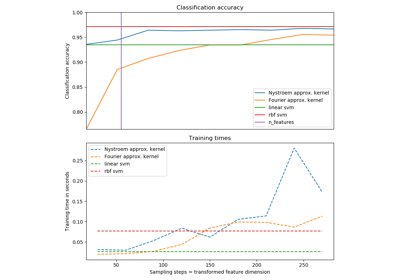 Classification accuracy
1.00
0.95
0.90
0.85
0.80
Classification accuracy
Nystroem approx. kernel
Fourier approx. kernel
linear svm
rbf svm
n_features
Training times
Nystroem approx. kernel
Fourier approx. kernel
linear svm
rbf svm
0.25
0.20
0.15
0.10
0.05
Training time in seconds
50
100
150
200
250
Sampling steps = transformed feature dimension